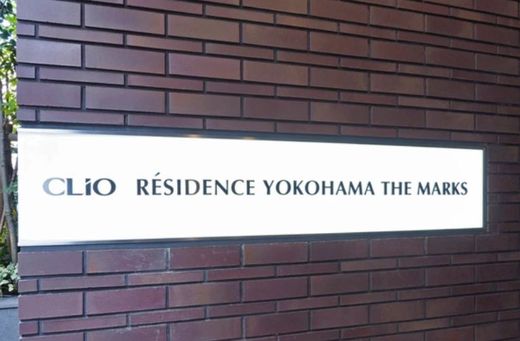 CLiO RÉSIDENCE YOKOHAMA THE MARKS